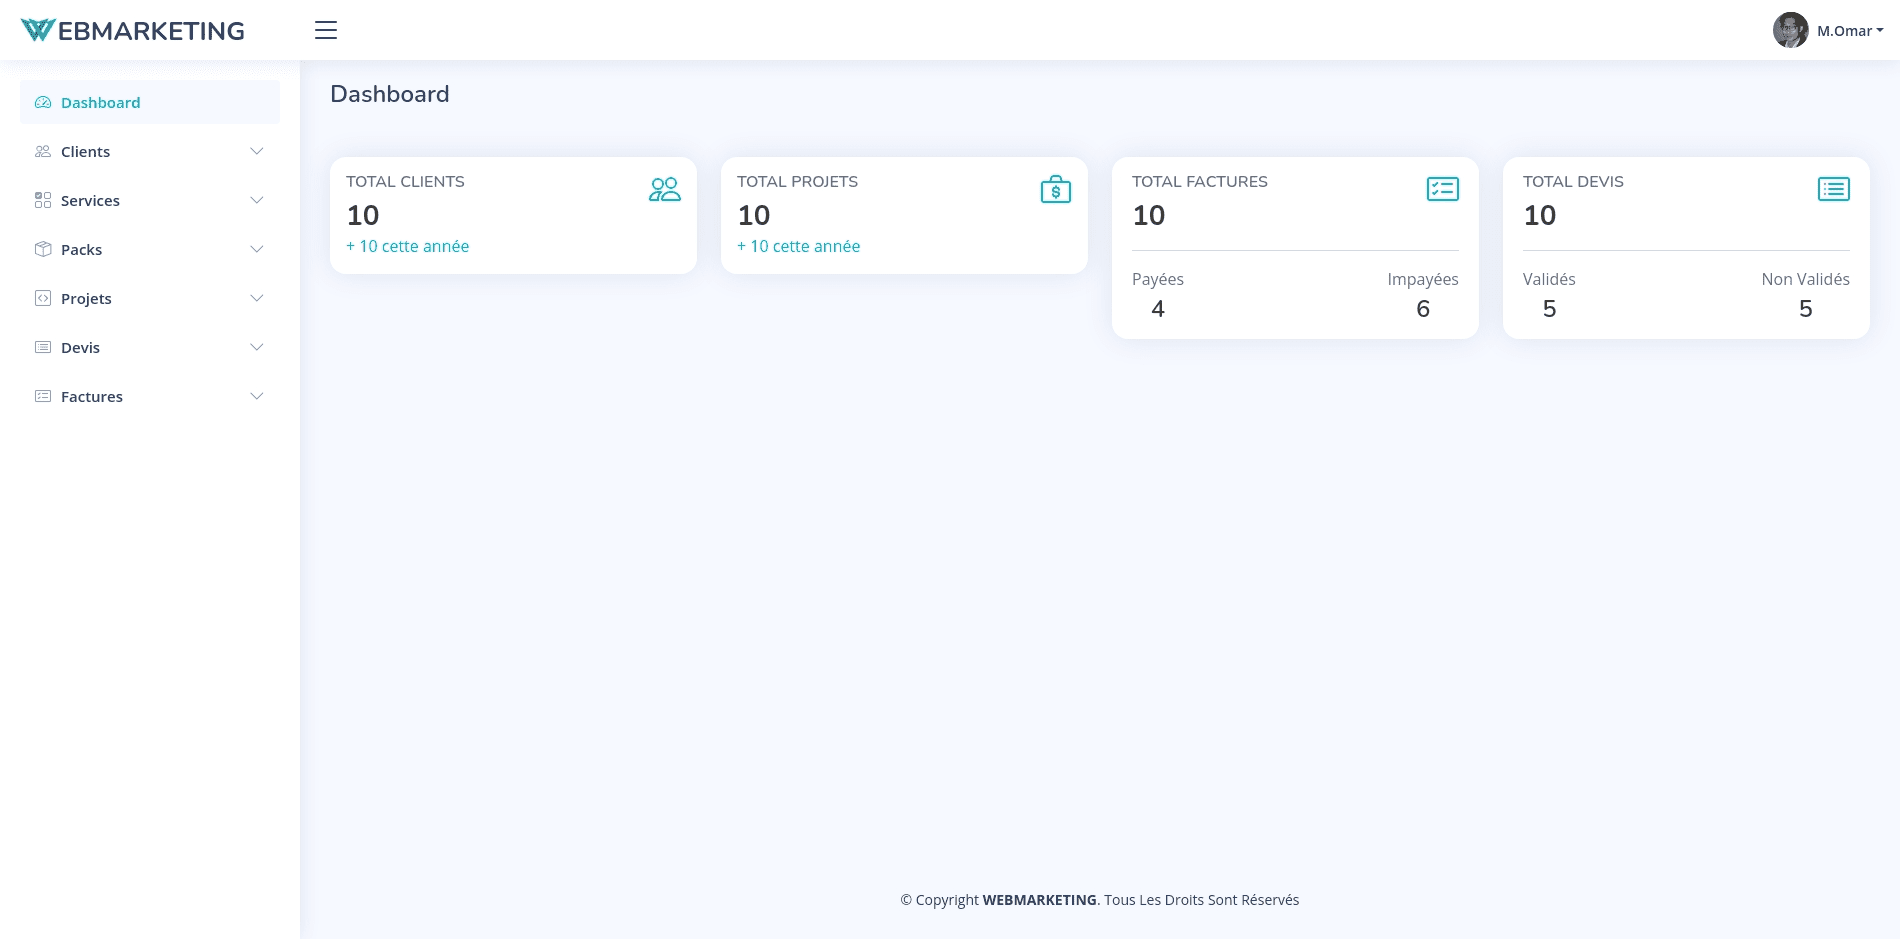 WEBMARKETING
M.Omar
Dashboard
Clients
Services
Packs
Projets
Devis
Factures
Dashboard
TOTAL CLIENTS
10
+ 10 cette année
TOTAL PROJETS
10
+ 10 cette année
TOTAL FACTURES
10
Payées Impayées
4 6
TOTAL DEVIS
10
Validés Non Validés
5 5
© Copyright WEBMARKETING. Tous Les Droits Sont Réservés